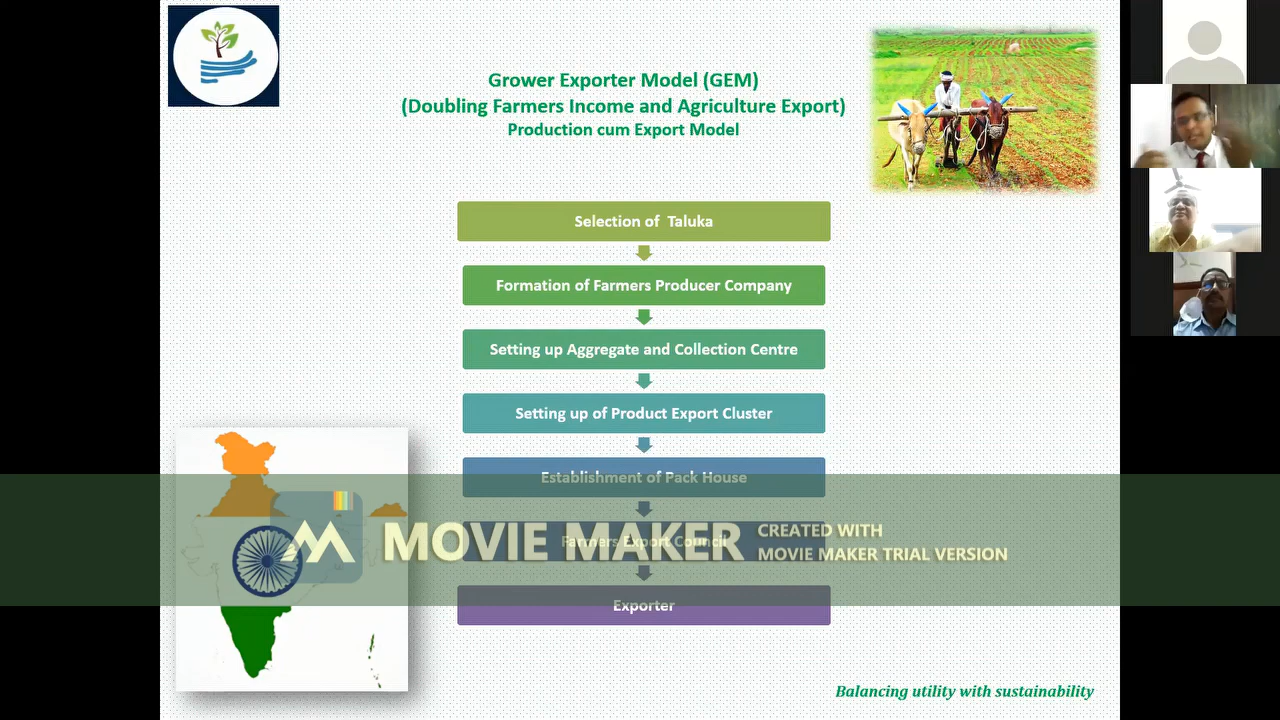 Grower Exporter Model (GEM)
(Doubling Farmers Income and Agriculture Export)
Production cum Export Model
Selection of Taluka
Formation of Farmers Producer Company
Setting up Aggregate and Collection Centre
Setting up of Product Export Cluster
Establishment of Pack House
Farmers Export Council
Exporter
MOVIE MAKER
CREATED WITH
MOVIE MAKER TRIAL VERSION
Balancing utility with sustainability